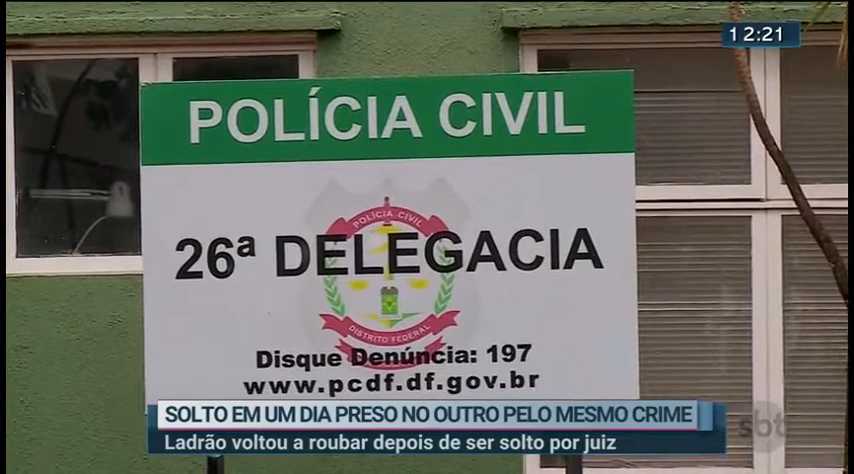 12:21
POLÍCIA CIVIL
26ª DELEGACIA
POLÍCIA CIVIL
DISTRITO FEDERAL
Disque Denúncia: 197
www.pcdf.df.gov.br
SOLTO EM UM DIA PRESO NO OUTRO PELO MESMO CRIME
Ladrão voltou a roubar depois de ser solto por juiz
sbt